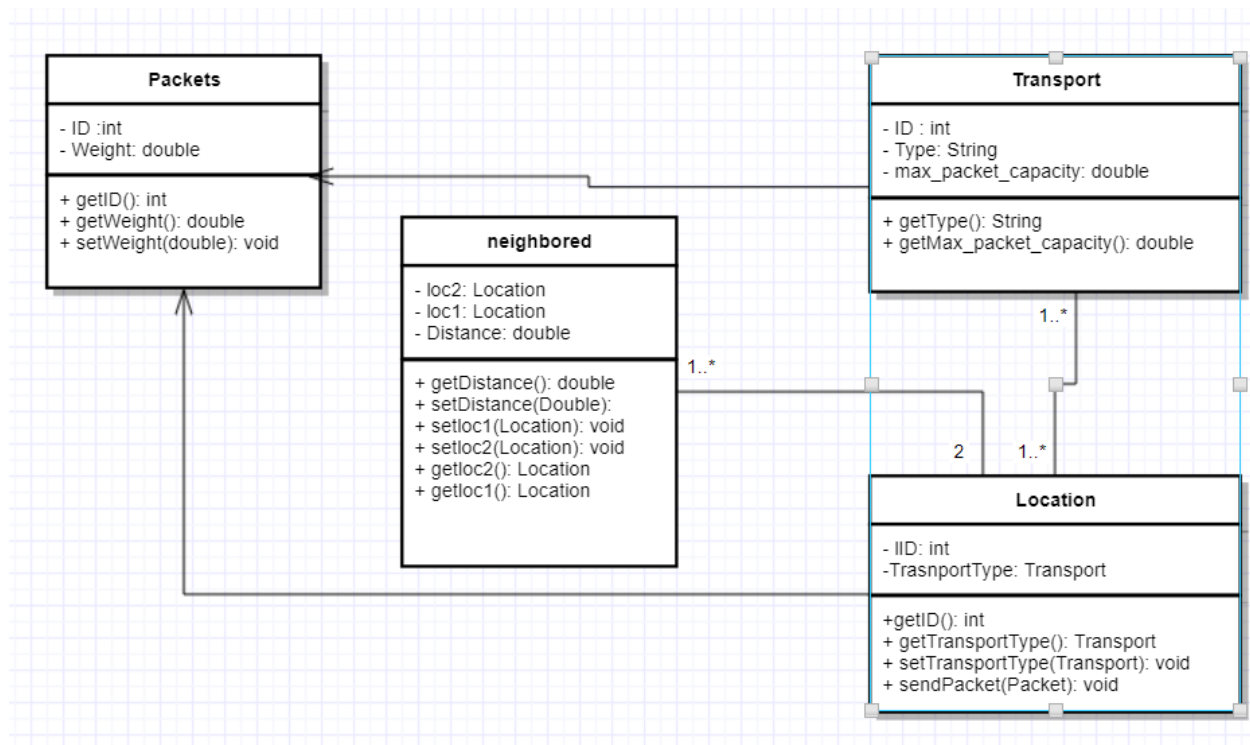 Packets
- ID :int
- Weight: double
+ getID(): int
+ getWeight(): double
+ setWeight(double): void
neighbored
- loc2: Location
- loc1: Location
- Distance: double
+ getDistance(): double
+ setDistance(Double):
+ setloc1(Location): void
+ setloc2(Location): void
+ getloc2(): Location
+ getloc1(): Location
Transport
- ID : int
- Type: String
- max_packet_capacity: double
+ getType(): String
+ getMax_packet_capacity(): double
1..*
1..*
2
1..*
Location
- IID: int
-TrasnportType: Transport
+getID(): int
+ getTransportType(): Transport
+ setTransportType(Transport): void
+ sendPacket(Packet): void